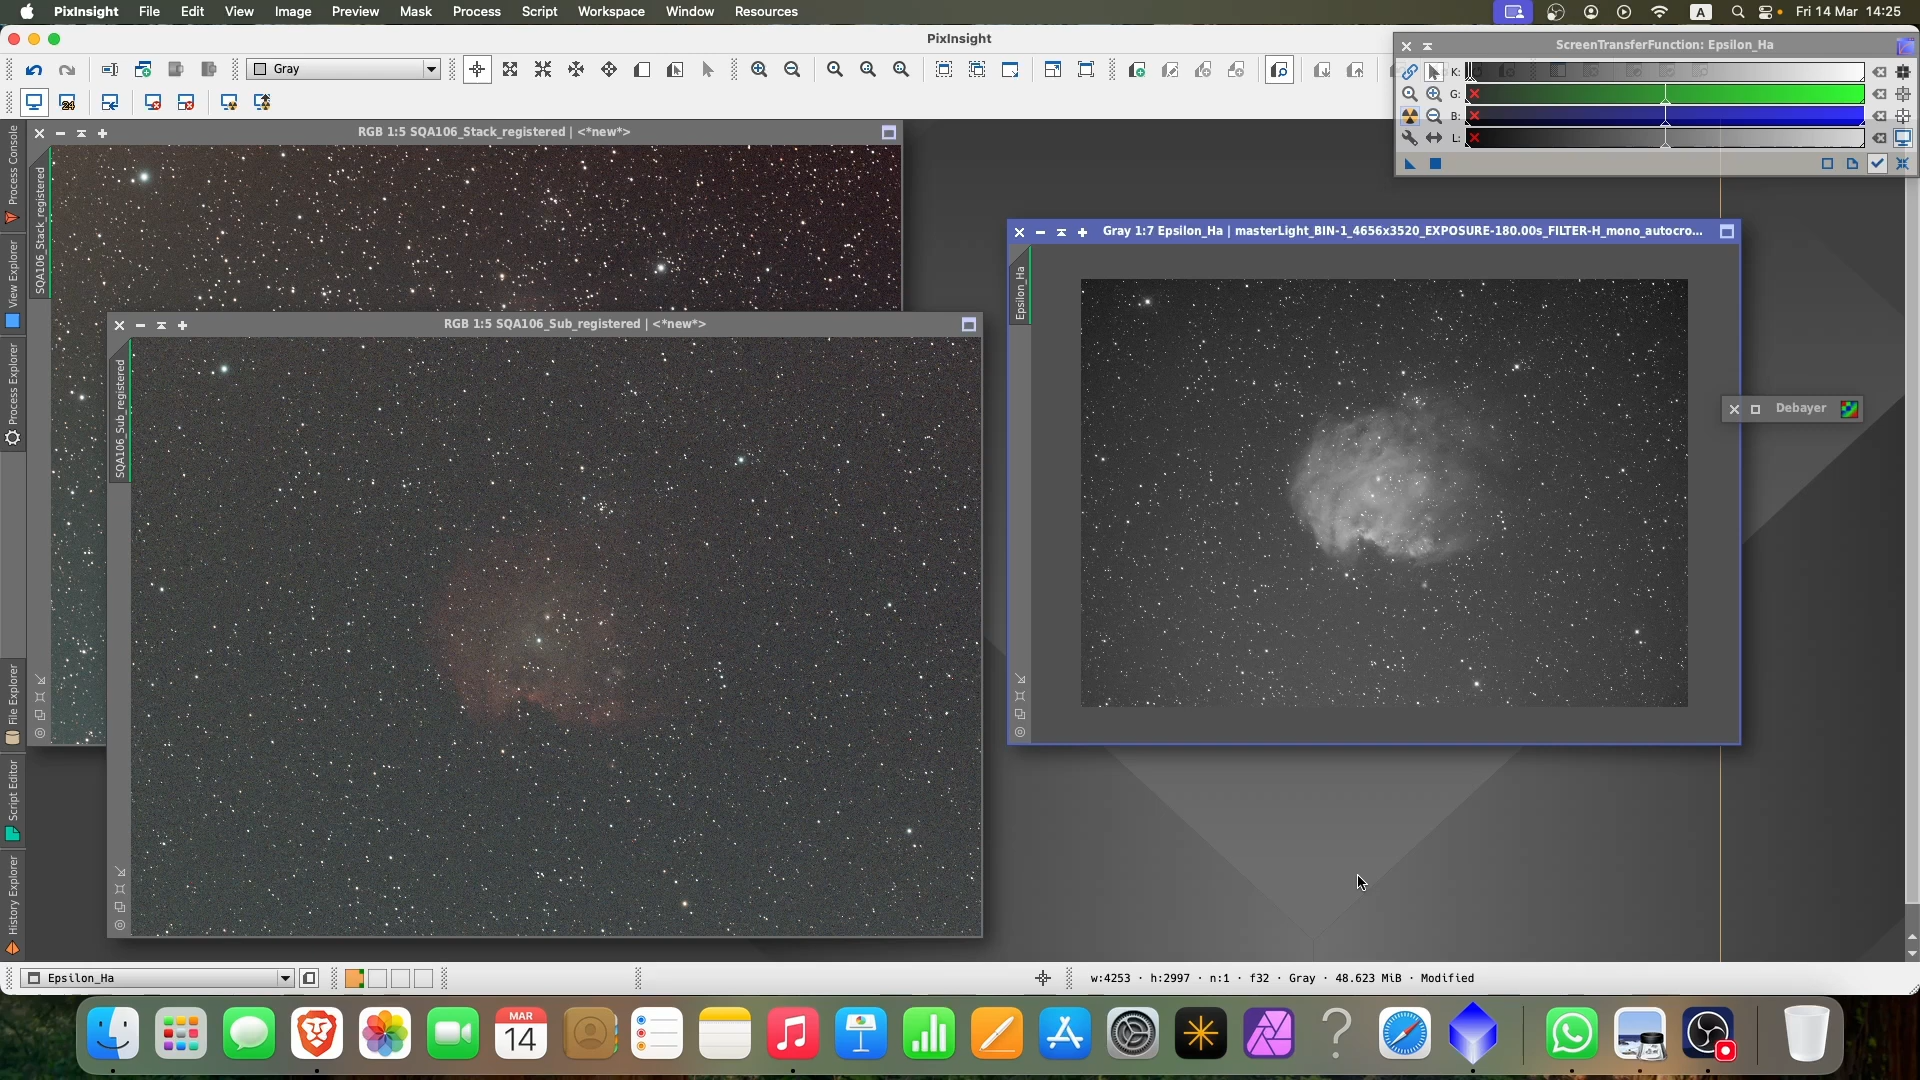 PixInsight File Edit View Image Preview Mask Process Script Workspace Window Resources
A Fri 14 Mar 14:25
PixInsight
Gray
24
ScreenTransferFunction: Epsilon_Ha
K:
G:
B:
L:
Process Console
View Explorer
Process Explorer
File Explorer
Script Editor
History Explorer
RGB 1:5 SQA106_Stack_registered | <*new*>
SQA106_Stack_registered
RGB 1:5 SQA106_Sub_registered | <*new*>
SQA106_Sub_registered
Gray 1:7 Epsilon_Ha | masterLight_BIN-1_4656x3520_EXPOSURE-180.00s_FILTER-H_mono_autocro...
Epsilon_Ha
Debayer
Epsilon_Ha
w:4253 · h:2997 · n:1 · f32 · Gray · 48.623 MiB · Modified
MAR
14
?